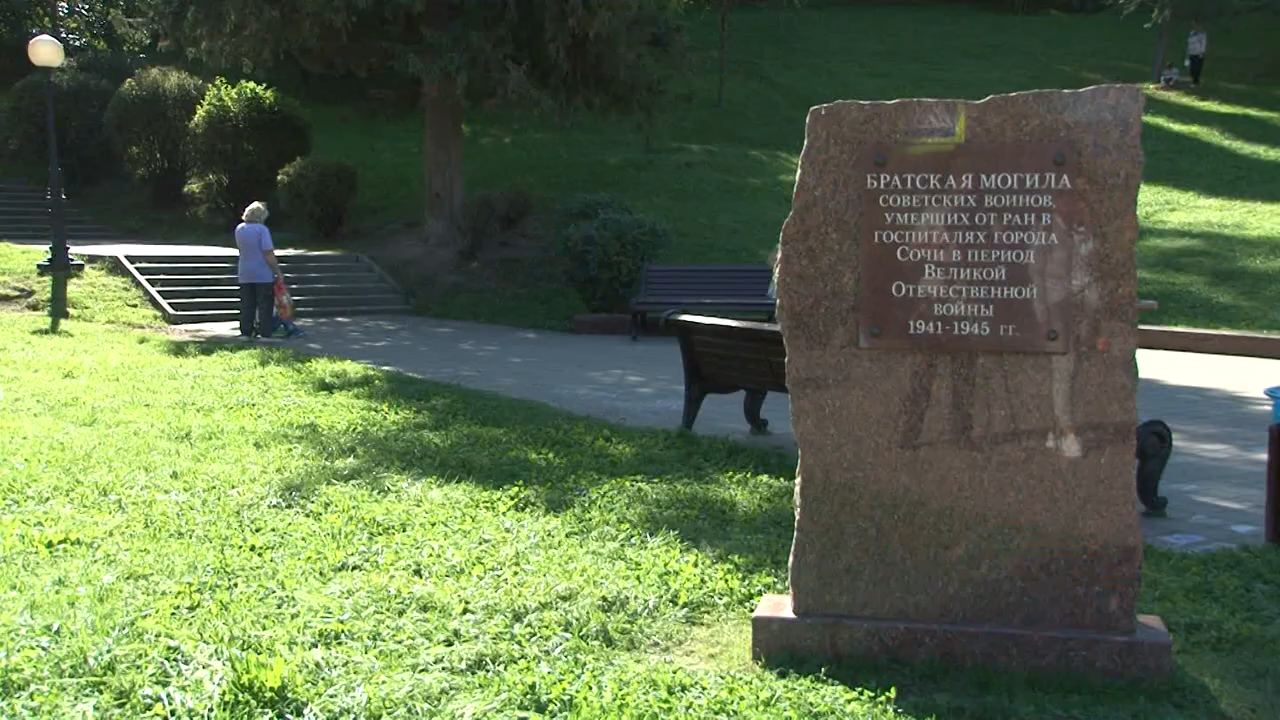 БРАТСКАЯ МОГИЛА
СОВЕТСКИХ ВОИНОВ,
УМЕРШИХ ОТ РАН В
ГОСПИТАЛЯХ ГОРОДА
СОЧИ В ПЕРИОД
ВЕЛИКОЙ
ОТЕЧЕСТВЕННОЙ
ВОЙНЫ
1941-1945 ГГ.